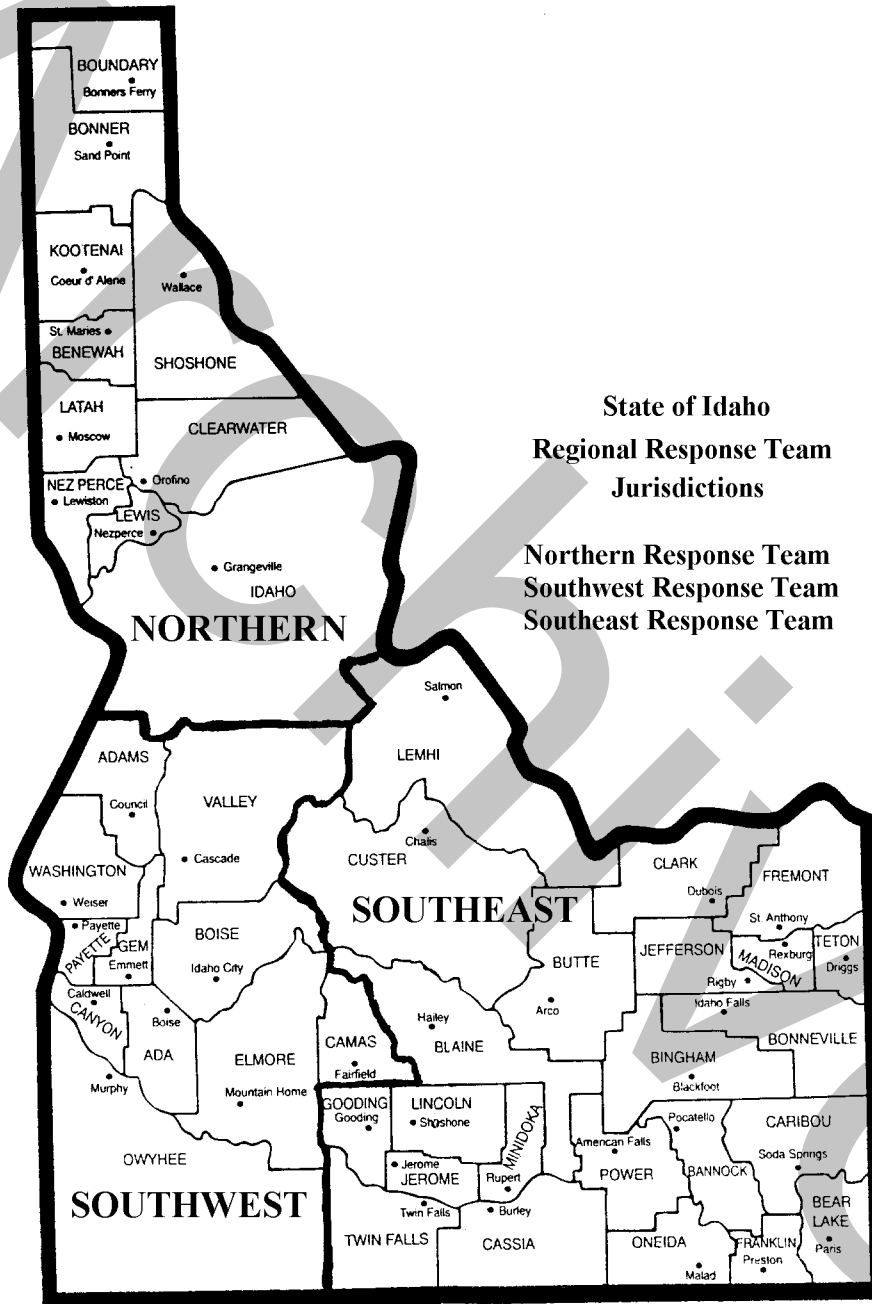 BOUNDARY
Bonners Ferry
BONNER
Sand Point
KOOTENAI
Coeur d' Alene
Wallace
St. Maries
BENEWAH
SHOSHONE
LATAH
Moscow
CLEARWATER
NEZ PERCE
Lewiston
Orofino
LEWIS
Nezperce
Grangeville
IDAHO
NORTHERN
State of Idaho
Regional Response Team
Jurisdictions
Northern Response Team
Southwest Response Team
Southeast Response Team
Salmon
LEMHI
ADAMS
Council
VALLEY
Cascade
WASHINGTON
Weiser
Payette
PAYETTE
GEM
Emmett
BOISE
Idaho City
Caldwell
CANYON
Boise
ADA
Murphy
ELMORE
Mountain Home
OWYHEE
SOUTHWEST
Chalis
CUSTER
SOUTHEAST
CLARK
Dubois
FREMONT
St. Anthony
JEFFERSON
Rigby
MADISON
Rexburg
TETON
Driggs
BUTTE
Arco
Idaho Falls
BONNEVILLE
Hailey
BLAINE
CAMAS
Fairfield
BINGHAM
Blackfoot
GOODING
Gooding
LINCOLN
Shoshone
MINIDOKA
Jerome
JEROME
Rupert
Twin Falls
TWIN FALLS
Burley
CASSIA
American Falls
POWER
Pocatello
BANNOCK
CARIBOU
Soda Springs
ONEIDA
Malad
FRANKLIN
Preston
BEAR
LAKE
Paris